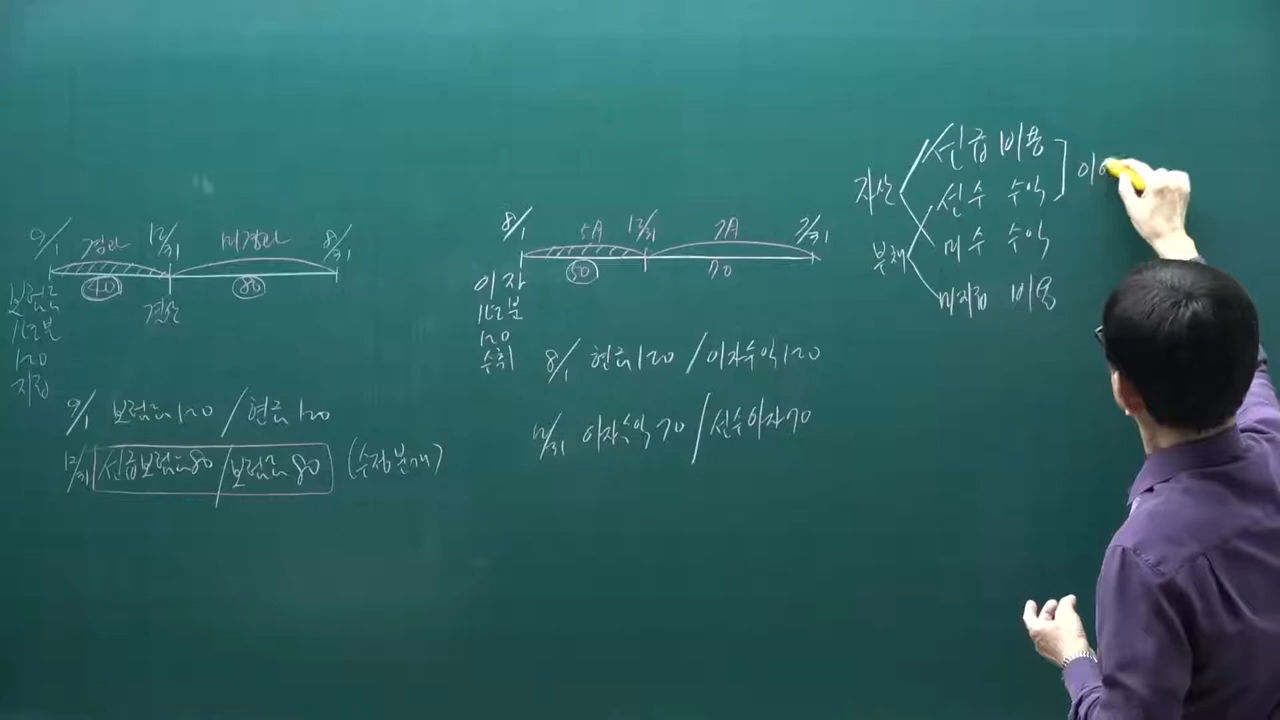 9/1 경과 12/31 미경과 8/31
40 80
결산
보험료
1년분
120
지급
9/1 보험료 120 / 현금 120
12/31 선급보험료 80 / 보험료 80 (수정분개)
8/1 5月 12/31 7月 7/31
50 70
이자
1년분
120
수취
8/1 현금 120 / 이자수익 120
12/31 이자수익 70 / 선수이자 70
자산
부채
선급 비용
선수 수익
미수 수익
미지급 비용
이